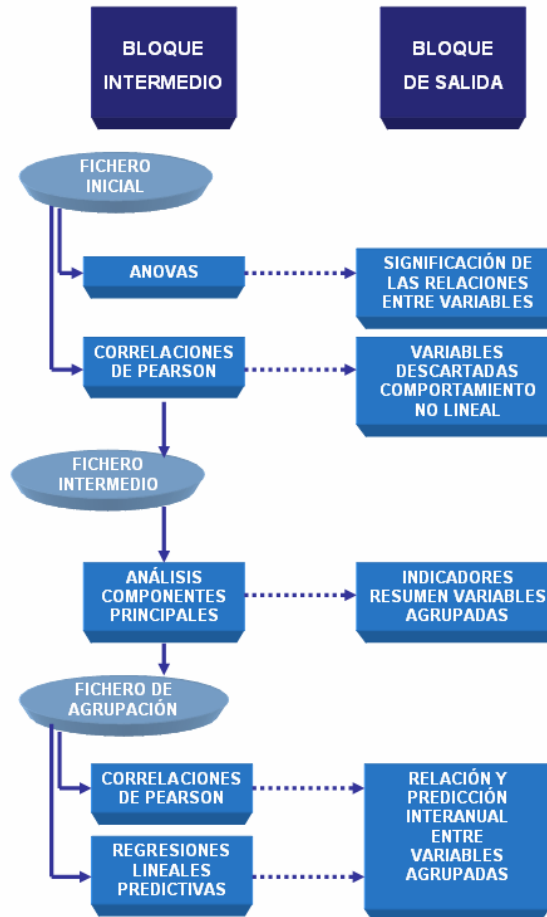 BLOQUE
INTERMEDIO
BLOQUE
DE SALIDA
FICHERO
INICIAL
ANOVAS
SIGNIFICACIÓN DE
LAS RELACIONES
ENTRE VARIABLES
CORRELACIONES
DE PEARSON
VARIABLES
DESCARTADAS
COMPORTAMIENTO
NO LINEAL
FICHERO
INTERMEDIO
ANÁLISIS
COMPONENTES
PRINCIPALES
INDICADORES
RESUMEN VARIABLES
AGRUPADAS
FICHERO DE
AGRUPACIÓN
CORRELACIONES
DE PEARSON
RELACIÓN Y
PREDICCIÓN
INTERANUAL
ENTRE
VARIABLES
AGRUPADAS
REGRESIONES
LINEALES
PREDICTIVAS